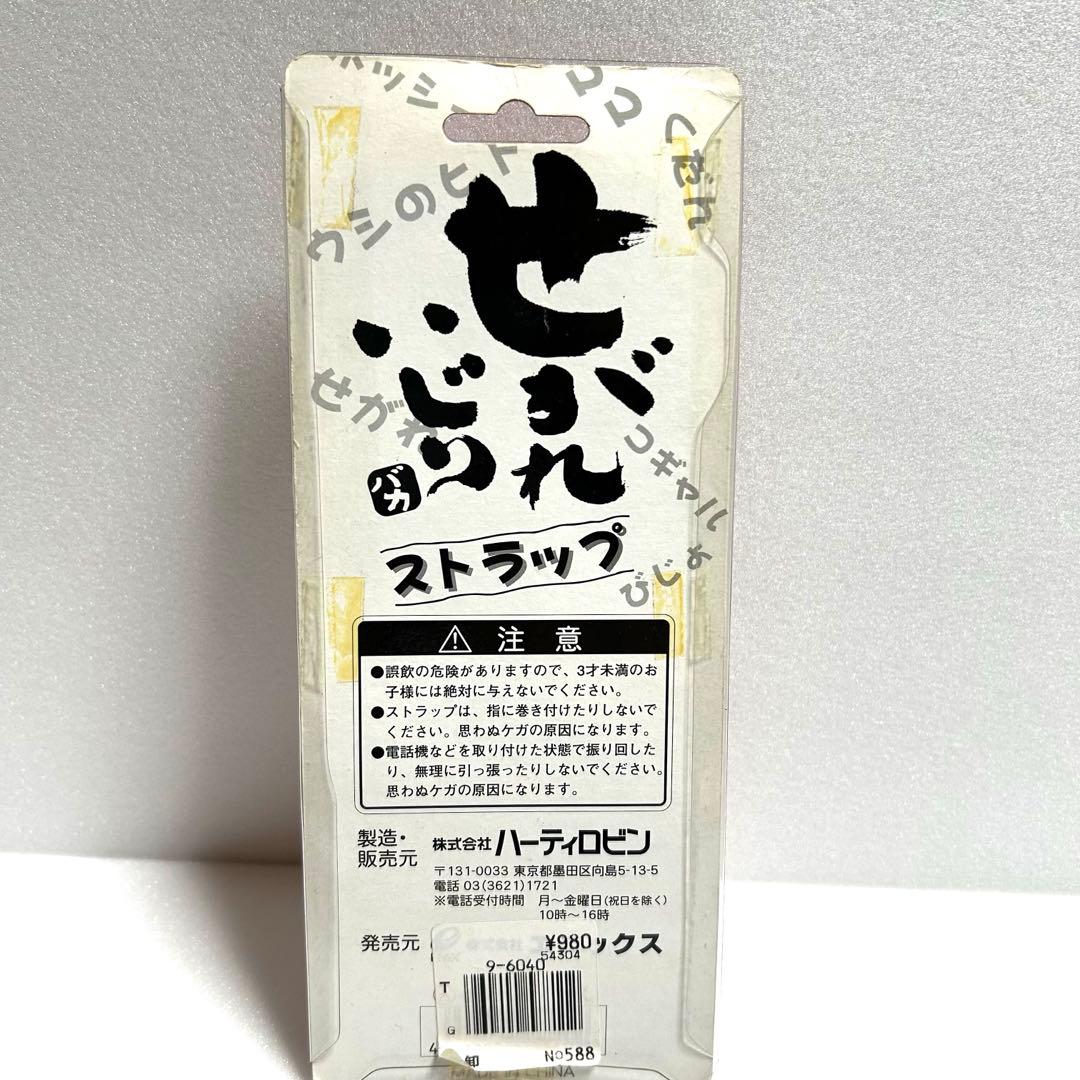 ウシのヒト
くむん
せがれ
いじり
バカ
せがれ
コギャル
びじょ
ストラップ
注意
●誤飲の危険がありますので、3才未満のお
子様には絶対に与えないでください。
●ストラップは、指に巻き付けたりしないで
ください。思わぬケガの原因になります。
●電話機などを取り付けた状態で振り回した
り、無理に引っ張ったりしないでください。
思わぬケガの原因になります。
製造・
販売元
株式会社 ハーティロビン
〒131-0033 東京都墨田区向島5-13-5
電話 03(3621)1721
※電話受付時間 月～金曜日(祝日を除く)
10時～16時
発売元
株式会社
ックス
¥980
54304
9-6040
T
G
4
卸
No588
MADE IN CHINA